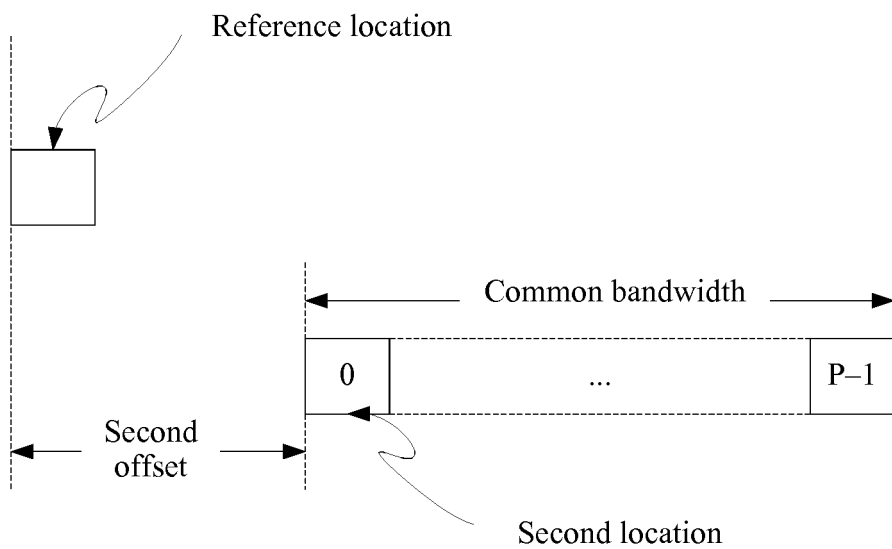 Reference location
Common bandwidth
0
...
P–1
Second
offset
Second location